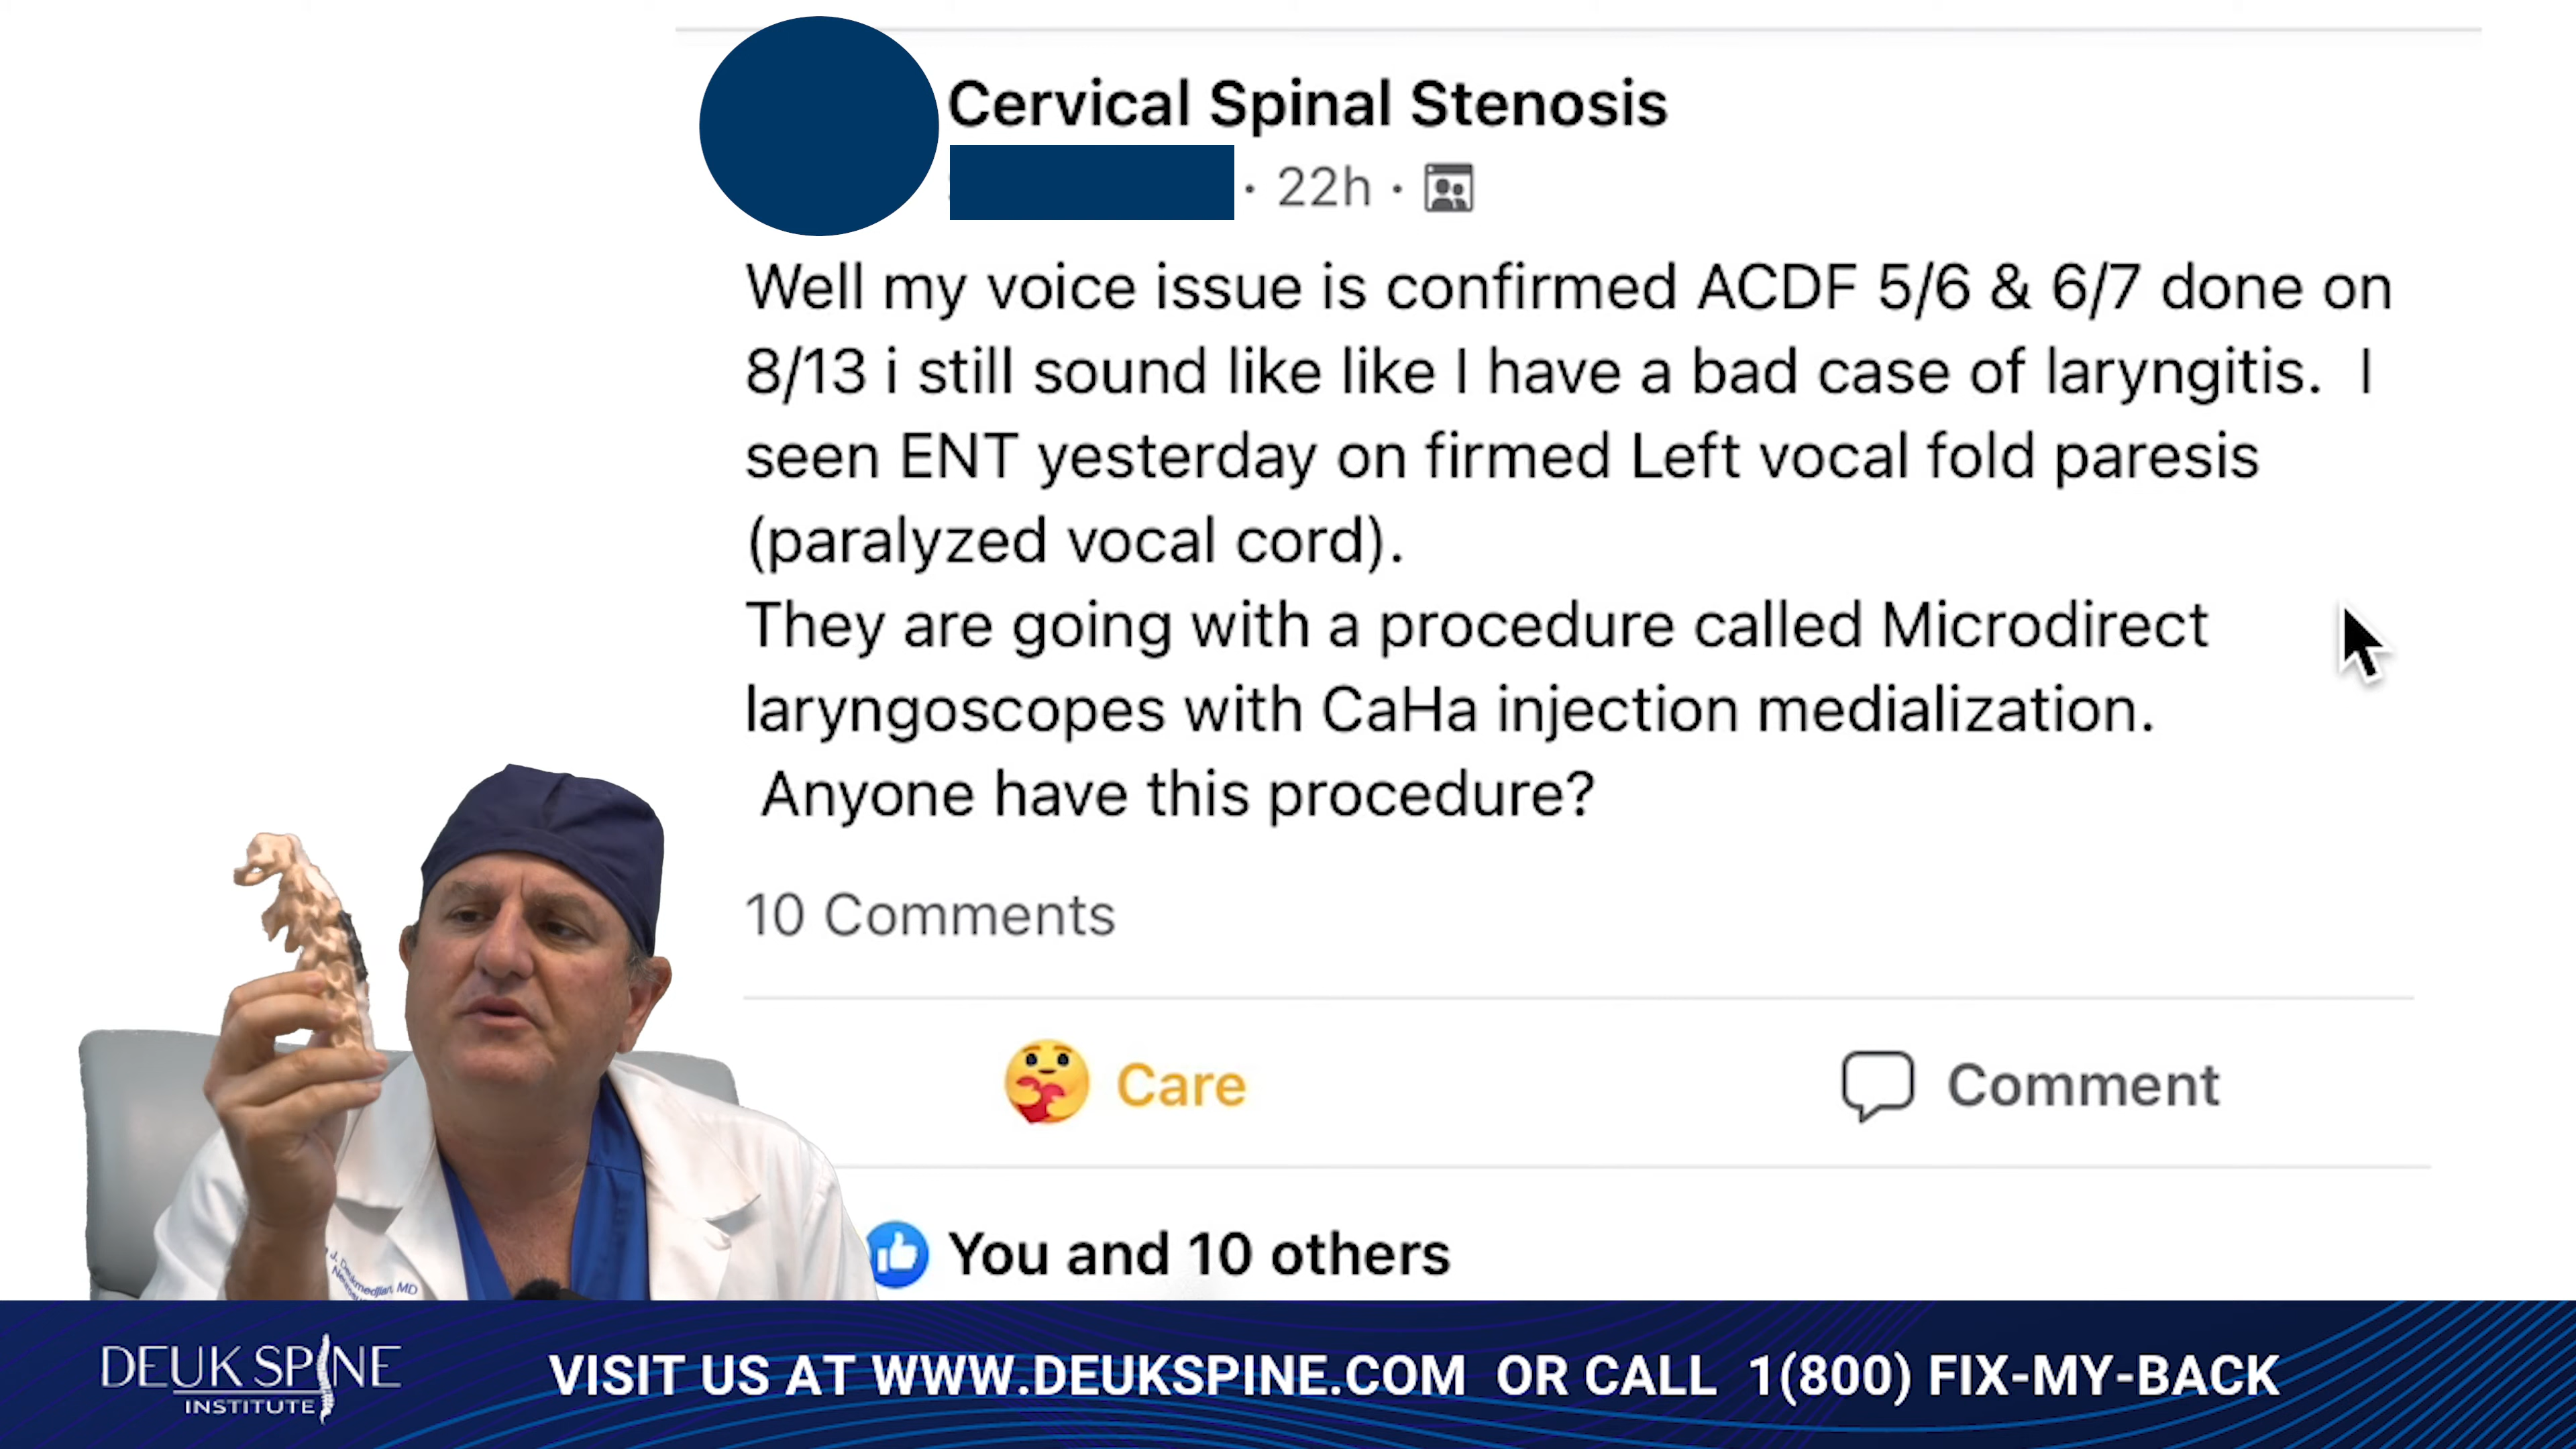 Cervical Spinal Stenosis
· 22h ·
Well my voice issue is confirmed ACDF 5/6 & 6/7 done on
8/13 i still sound like like I have a bad case of laryngitis.  I
seen ENT yesterday on firmed Left vocal fold paresis
(paralyzed vocal cord).
They are going with a procedure called Microdirect
laryngoscopes with CaHa injection medialization.
Anyone have this procedure?
10 Comments
Care
Comment
You and 10 others
J. Deukmedjian, MD
DEUK SPINE
INSTITUTE
VISIT US AT WWW.DEUKSPINE.COM OR CALL 1(800) FIX-MY-BACK